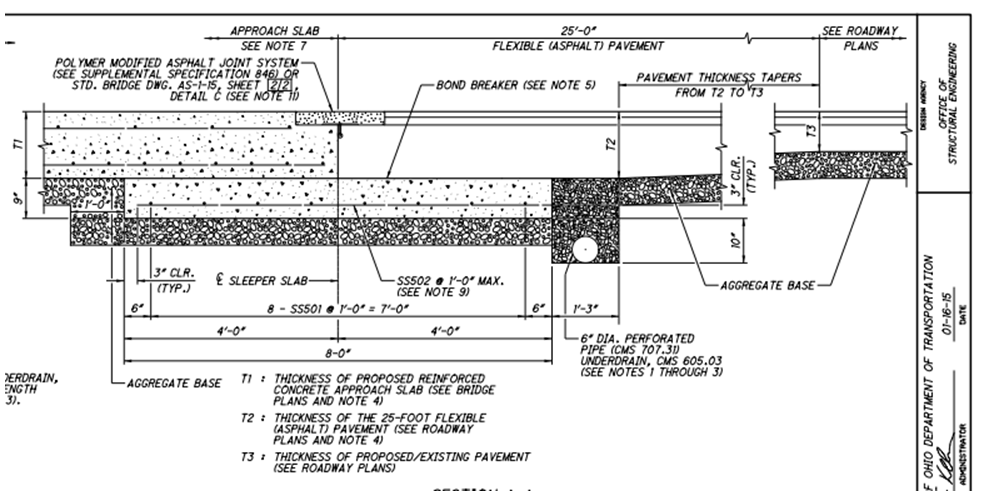 APPROACH SLAB
SEE NOTE 7
25'-0"
FLEXIBLE (ASPHALT) PAVEMENT
SEE ROADWAY
PLANS
POLYMER MODIFIED ASPHALT JOINT SYSTEM
(SEE SUPPLEMENTAL SPECIFICATION 846) OR
STD. BRIDGE DWG. AS-1-15, SHEET 2/2,
DETAIL C (SEE NOTE 11)
BOND BREAKER (SEE NOTE 5)
PAVEMENT THICKNESS TAPERS
FROM T2 TO T3
T1
T2
T3
9"
1'-0"
3" CLR.
(TYP.)
10"
3" CLR.
(TYP.)
℄ SLEEPER SLAB
SS502 @ 1'-0" MAX.
(SEE NOTE 9)
AGGREGATE BASE
6"
8 - SS501 @ 1'-0" = 7'-0"
6"
1'-3"
4'-0"
4'-0"
8'-0"
6" DIA. PERFORATED
PIPE (CMS 707.31)
UNDERDRAIN, CMS 605.03
(SEE NOTES 1 THROUGH 3)
DERDRAIN,
ENGTH
3).
AGGREGATE BASE
T1 : THICKNESS OF PROPOSED REINFORCED
CONCRETE APPROACH SLAB (SEE BRIDGE
PLANS AND NOTE 4)
T2 : THICKNESS OF THE 25-FOOT FLEXIBLE
(ASPHALT) PAVEMENT (SEE ROADWAY
PLANS AND NOTE 4)
T3 : THICKNESS OF PROPOSED/EXISTING PAVEMENT
(SEE ROADWAY PLANS)
DESIGN AGENCY
OFFICE OF
STRUCTURAL ENGINEERING
F OHIO DEPARTMENT OF TRANSPORTATION
01-16-15
DATE
ADMINISTRATOR